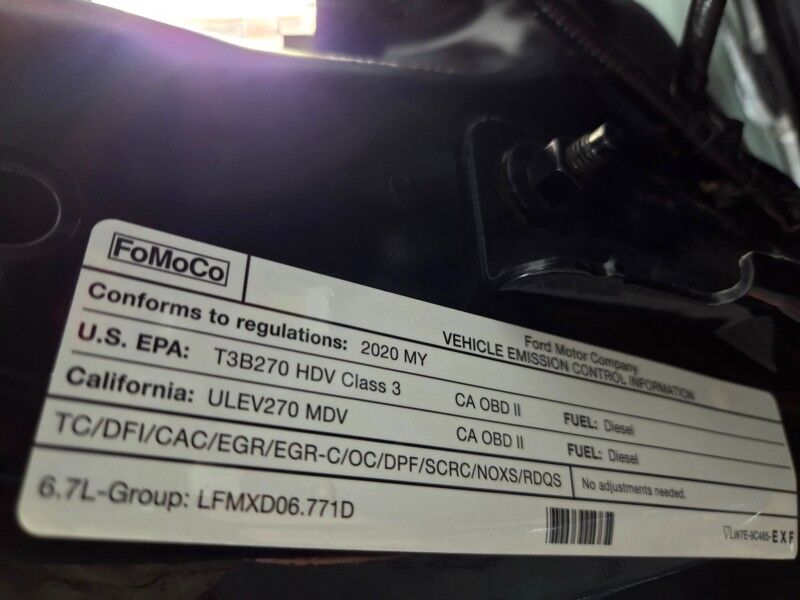 FoMoCo
Ford Motor Company
VEHICLE EMISSION CONTROL INFORMATION
Conforms to regulations: 2020 MY
U.S. EPA: T3B270 HDV Class 3 CA OBD II FUEL: Diesel
California: ULEV270 MDV CA OBD II FUEL: Diesel
TC/DFI/CAC/EGR/EGR-C/OC/DPF/SCRC/NOXS/RDQS No adjustments needed.
6.7L-Group: LFMXD06.771D
LW7E-9C485-EXF